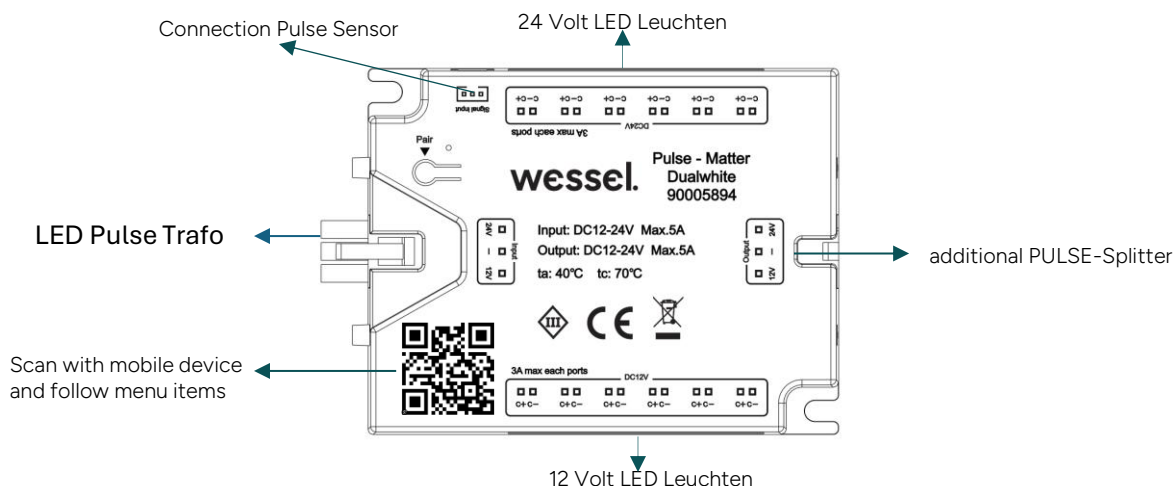 24 Volt LED Leuchten
Connection Pulse Sensor
Signal Input
C- C+ C- C+ C- C+ C- C+ C- C+ C- C+
DC24V
3A max each ports
Pair
wessel.
Pulse - Matter
Dualwhite
90005894
LED Pulse Trafo
24V - 12V
Input
Input: DC12-24V Max.5A
Output: DC12-24V Max.5A
ta: 40°C tc: 70°C
Output
24V - 12V
additional PULSE-Splitter
III
CE
Scan with mobile device
and follow menu items
3A max each ports
DC12V
C+ C- C+ C- C+ C- C+ C- C+ C- C+ C-
12 Volt LED Leuchten